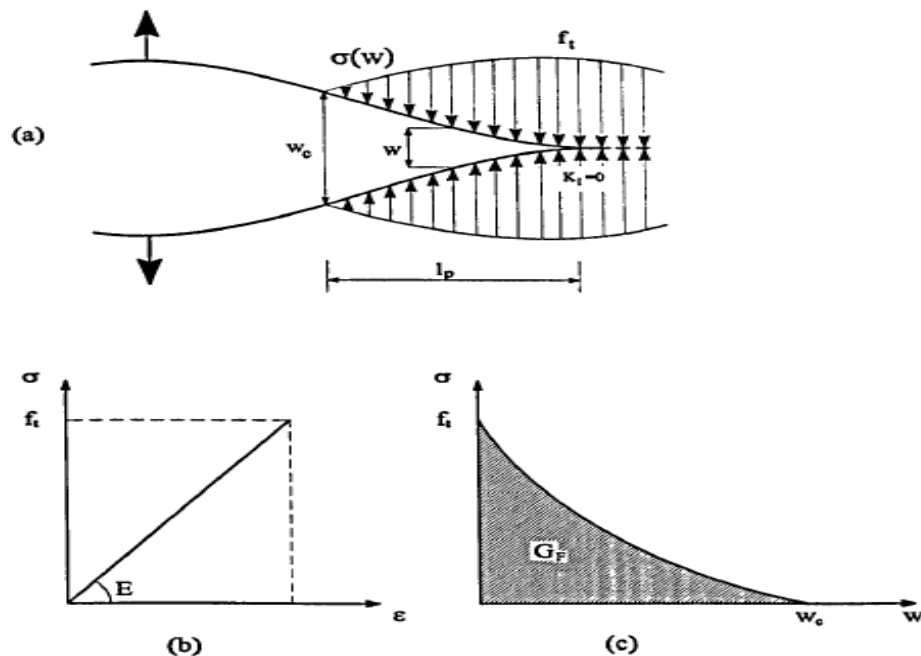 f_t
σ(w)
(a)
w_c
w
K_I=0
l_p
σ
σ
f_t
f_t
G_F
E
ε
w_c
w
(b)
(c)